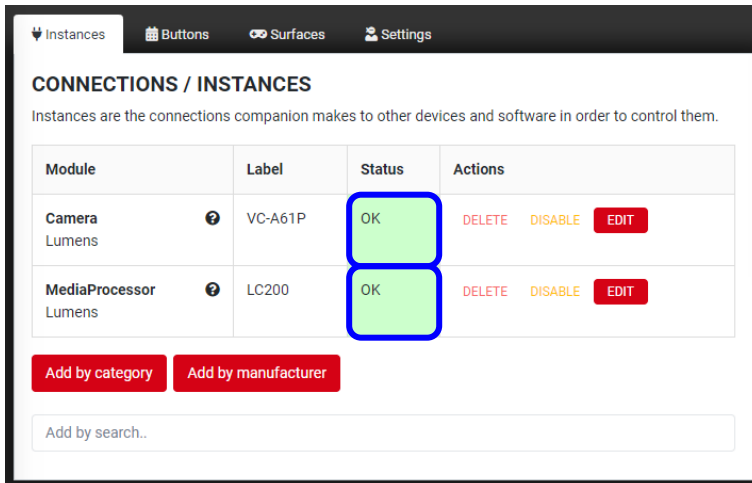 Instances Buttons Surfaces Settings
CONNECTIONS / INSTANCES
Instances are the connections companion makes to other devices and software in order to control them.
Module Label Status Actions
Camera VC-A61P OK DELETE DISABLE EDIT
Lumens
MediaProcessor LC200 OK DELETE DISABLE EDIT
Lumens
Add by category Add by manufacturer
Add by search..